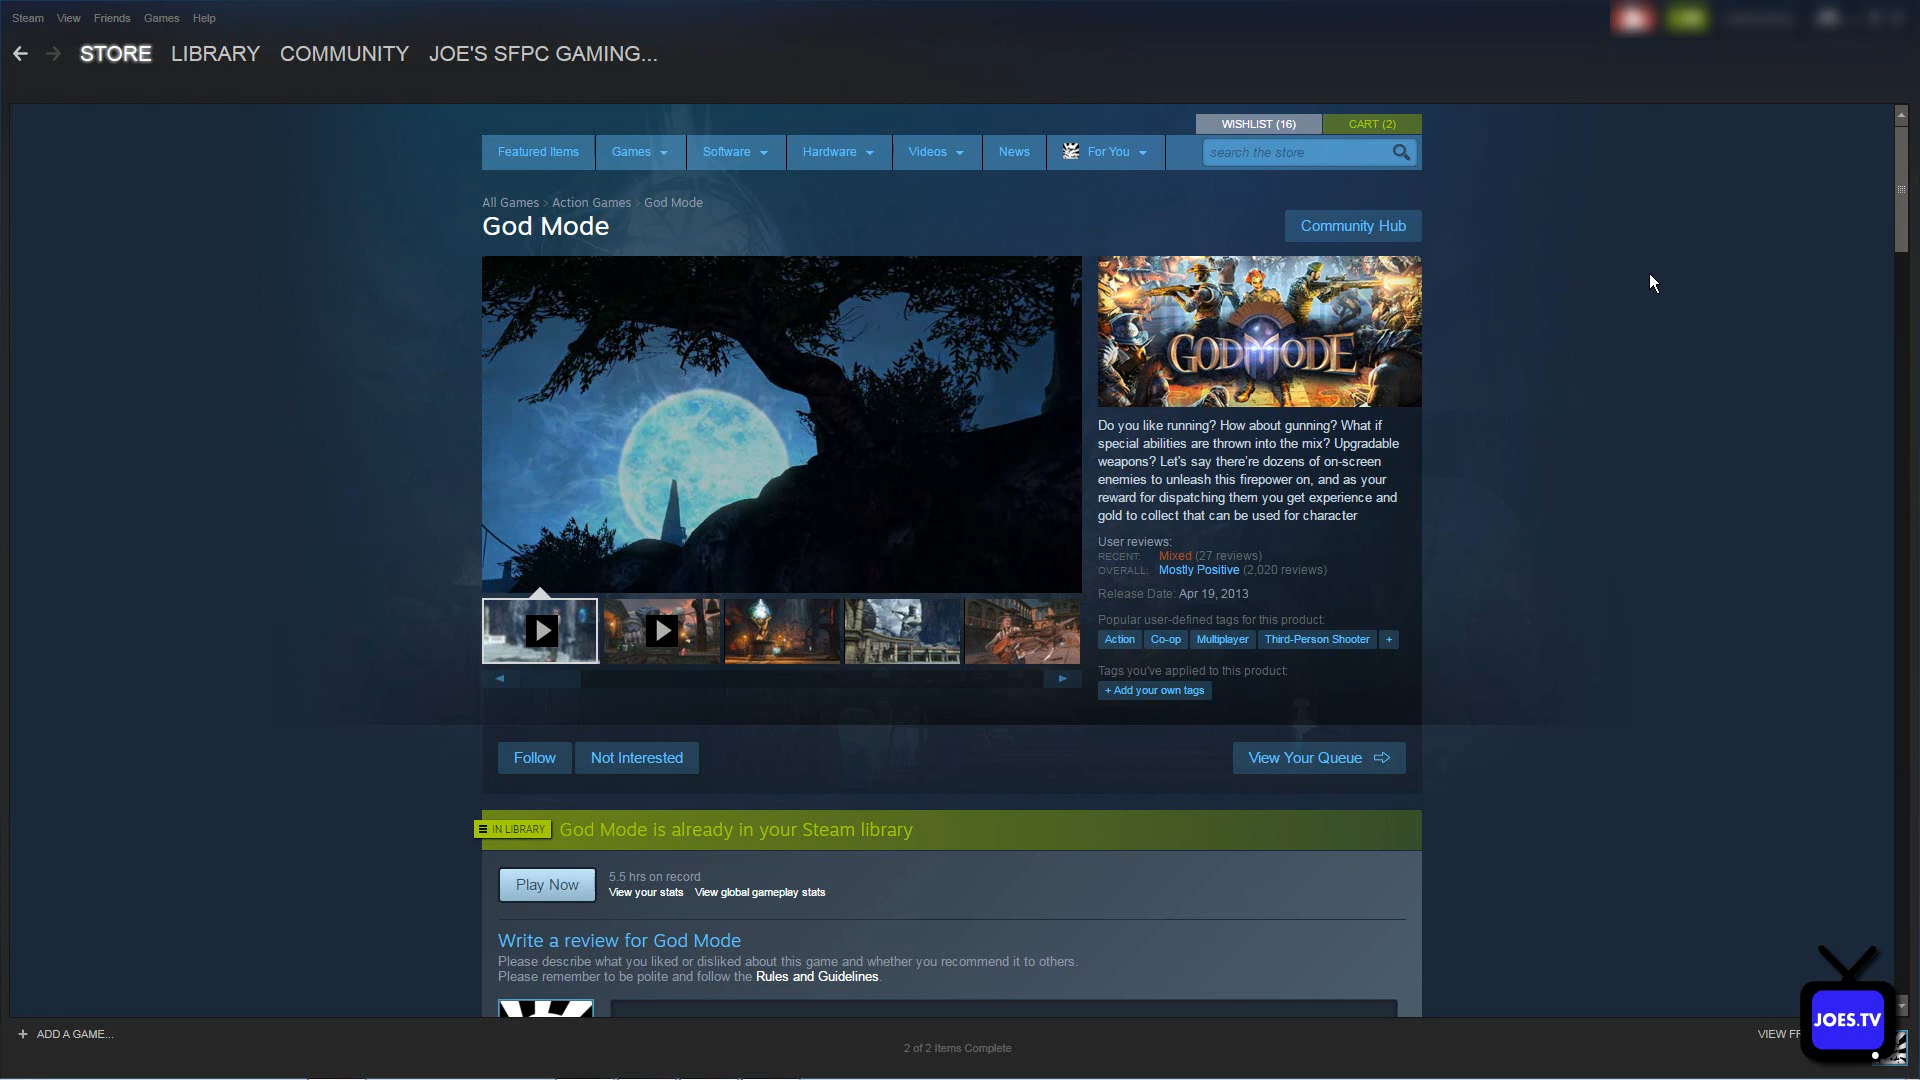 Steam View Friends Games Help
STORE LIBRARY COMMUNITY JOE'S SFPC GAMING...
WISHLIST (16) CART (2)
Featured Items Games Software Hardware Videos News For You search the store
All Games > Action Games > God Mode
God Mode
Community Hub
GODMODE
Do you like running? How about gunning? What if
special abilities are thrown into the mix? Upgradable
weapons? Let's say there're dozens of on-screen
enemies to unleash this firepower on, and as your
reward for dispatching them you get experience and
gold to collect that can be used for character
User reviews:
RECENT: Mixed (27 reviews)
OVERALL: Mostly Positive (2,020 reviews)
Release Date: Apr 19, 2013
Popular user-defined tags for this product:
Action Co-op Multiplayer Third-Person Shooter +
Tags you've applied to this product:
+ Add your own tags
Follow Not Interested View Your Queue
IN LIBRARY God Mode is already in your Steam library
Play Now
5.5 hrs on record
View your stats View global gameplay stats
Write a review for God Mode
Please describe what you liked or disliked about this game and whether you recommend it to others.
Please remember to be polite and follow the Rules and Guidelines.
+ ADD A GAME...
2 of 2 Items Complete
VIEW
JOES.TV